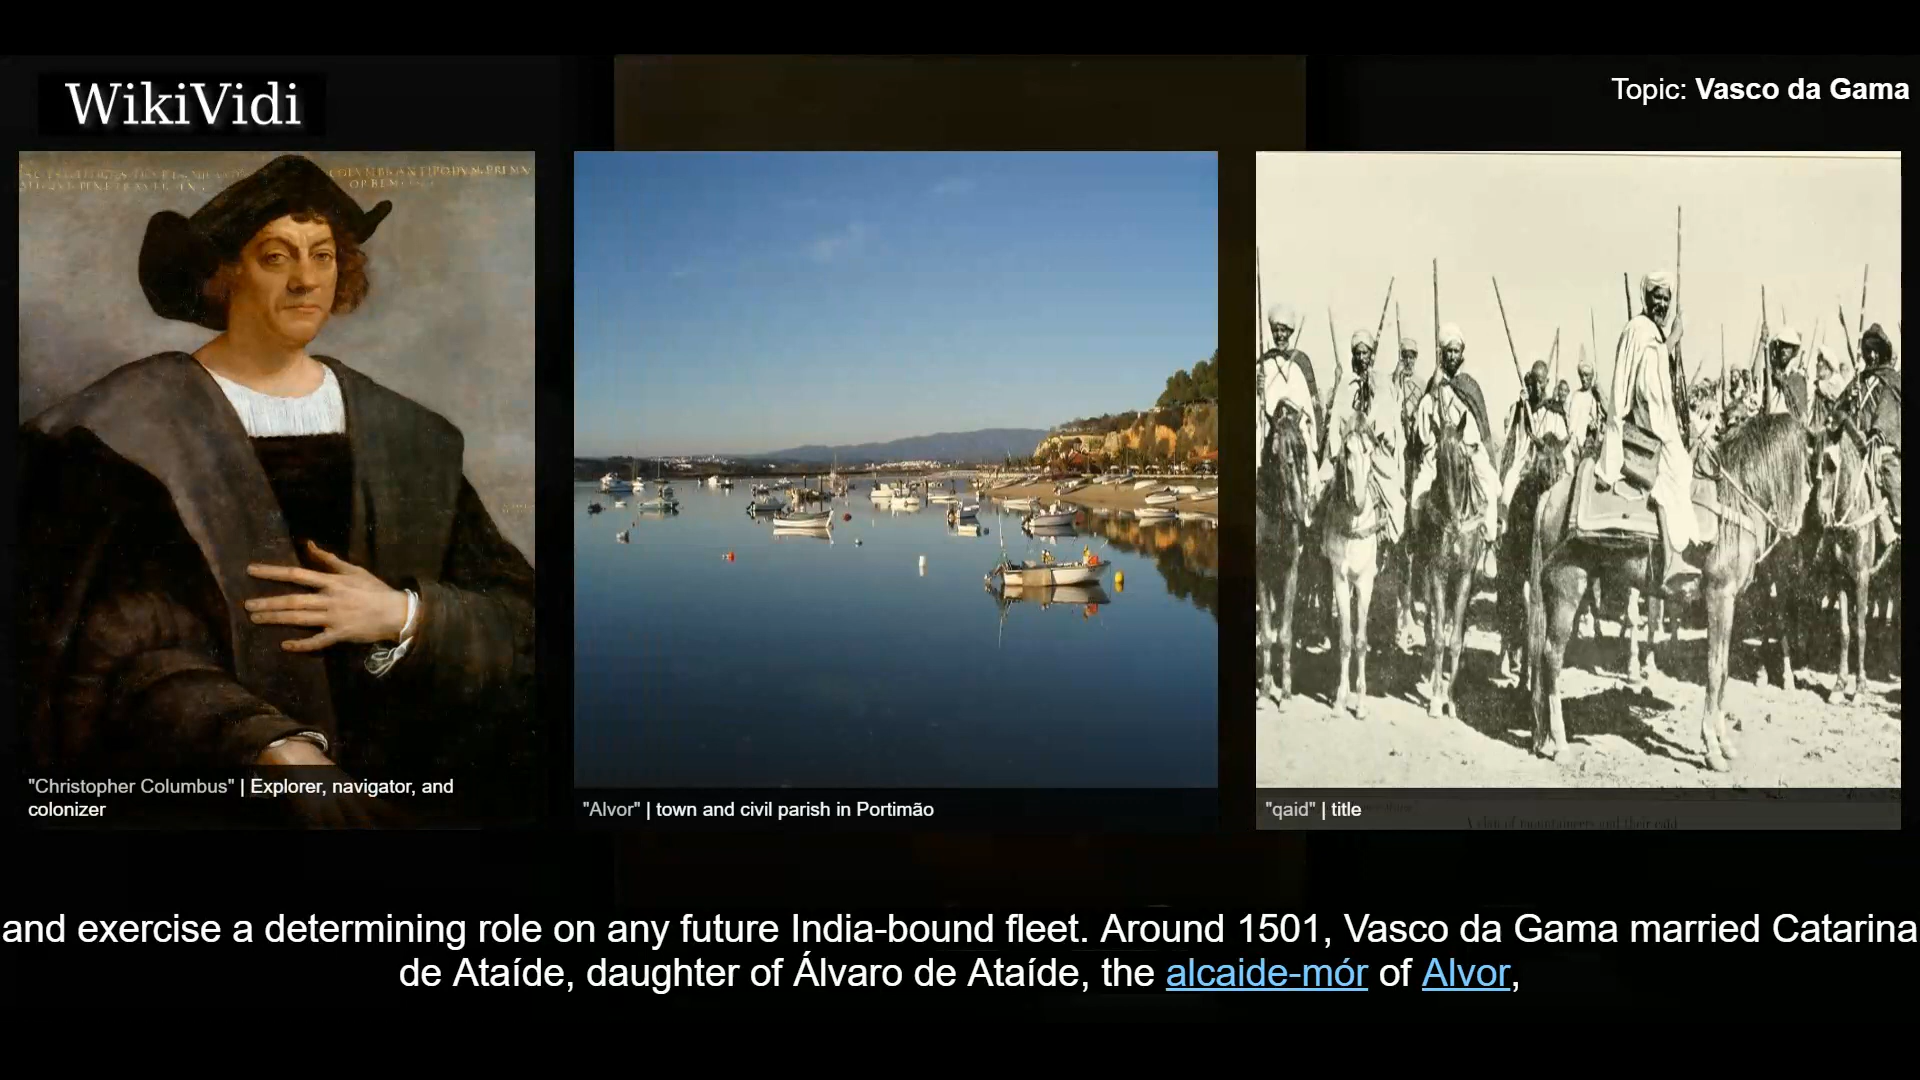 WikiVidi
Topic: Vasco da Gama
"Christopher Columbus" | Explorer, navigator, and
colonizer
"Alvor" | town and civil parish in Portimão
"qaid" | title
and exercise a determining role on any future India-bound fleet. Around 1501, Vasco da Gama married Catarina
de Ataíde, daughter of Álvaro de Ataíde, the alcaide-mór of Alvor,